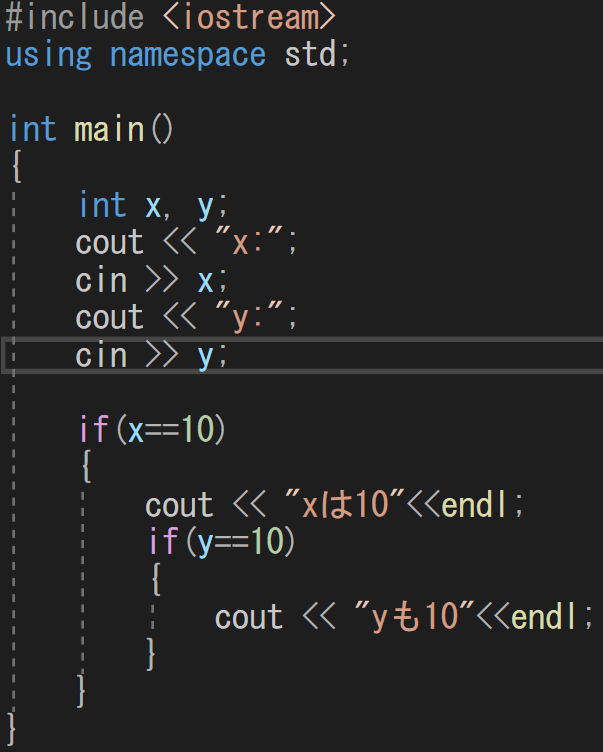 #include <iostream>
using namespace std;

int main()
{
    int x, y;
    cout << "x:";
    cin >> x;
    cout << "y:";
    cin >> y;

    if(x==10)
    {
        cout << "xは10"<<endl;
        if(y==10)
        {
            cout << "yも10"<<endl;
        }
    }
}